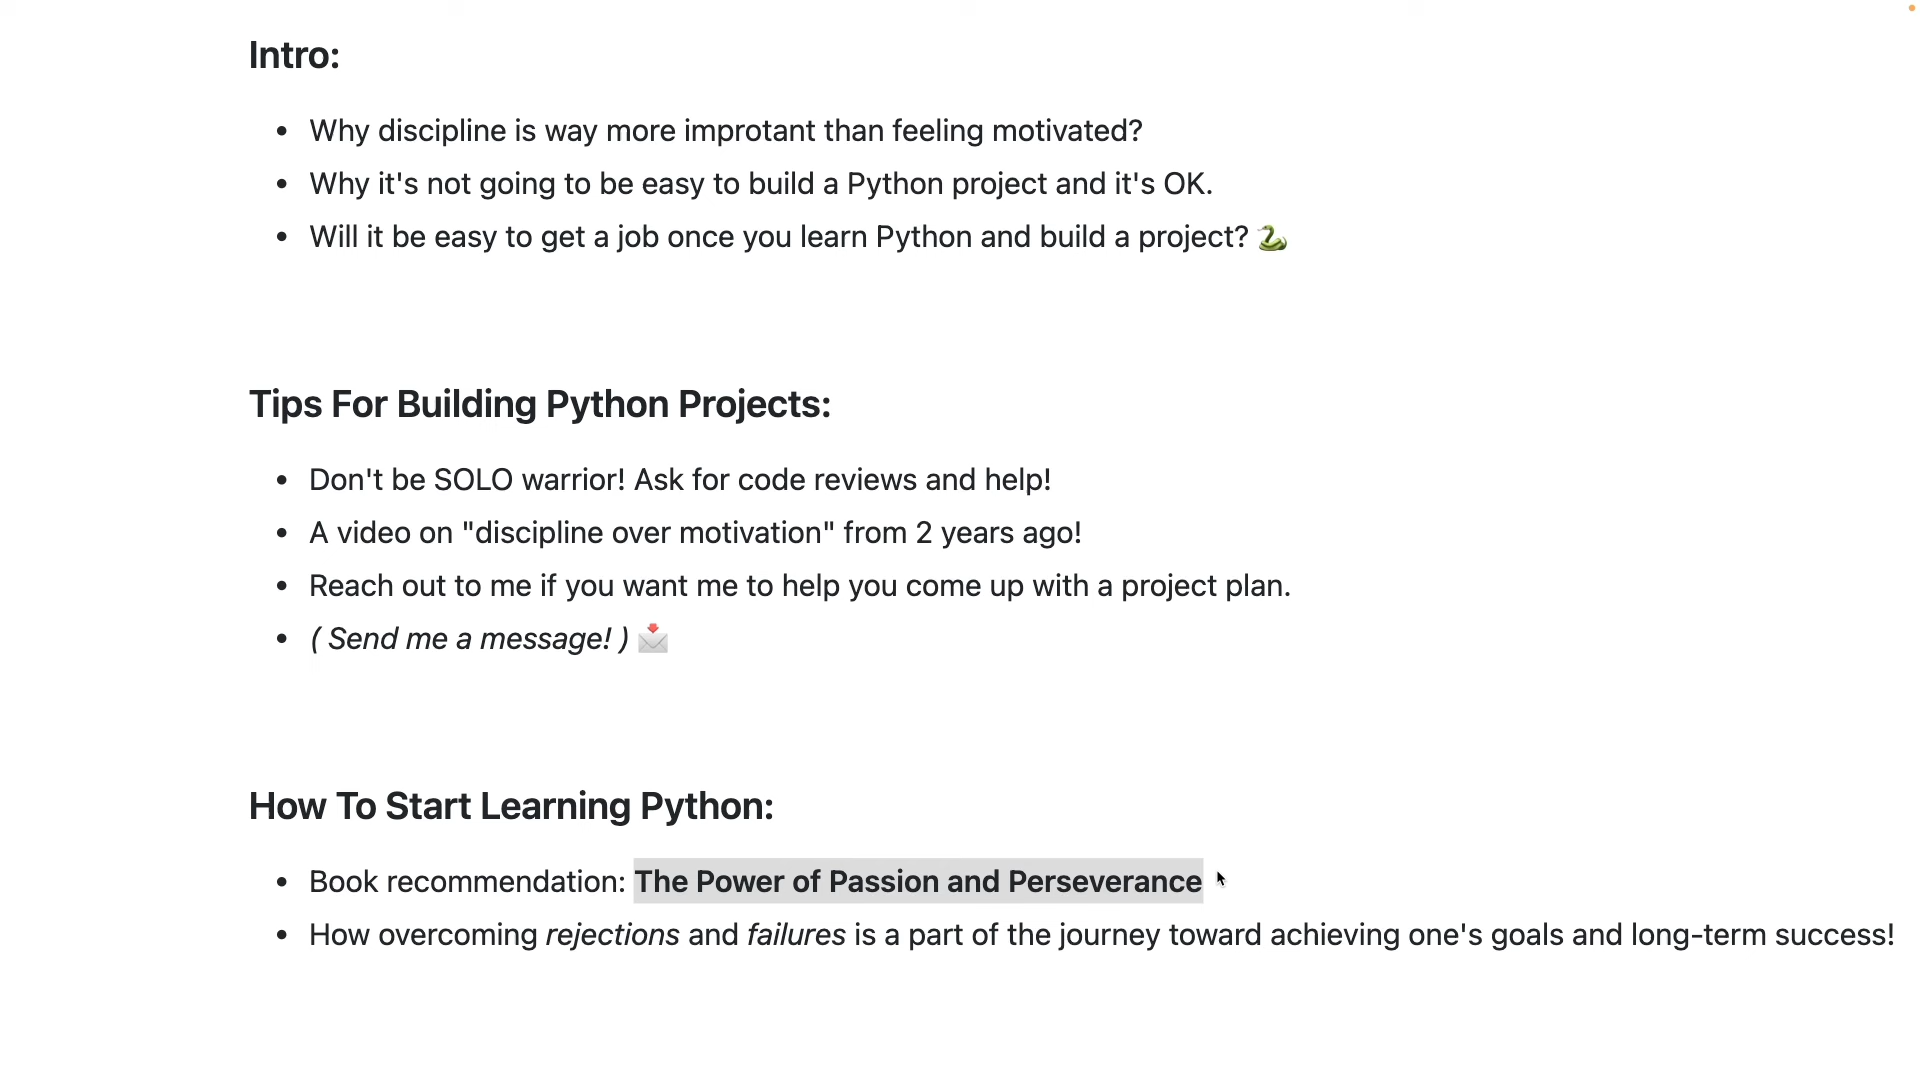 Intro:
• Why discipline is way more improtant than feeling motivated?
• Why it's not going to be easy to build a Python project and it's OK.
• Will it be easy to get a job once you learn Python and build a project? 🐍
Tips For Building Python Projects:
• Don't be SOLO warrior! Ask for code reviews and help!
• A video on "discipline over motivation" from 2 years ago!
• Reach out to me if you want me to help you come up with a project plan.
• ( Send me a message! ) 📩
How To Start Learning Python:
• Book recommendation: The Power of Passion and Perseverance
• How overcoming rejections and failures is a part of the journey toward achieving one's goals and long-term success!